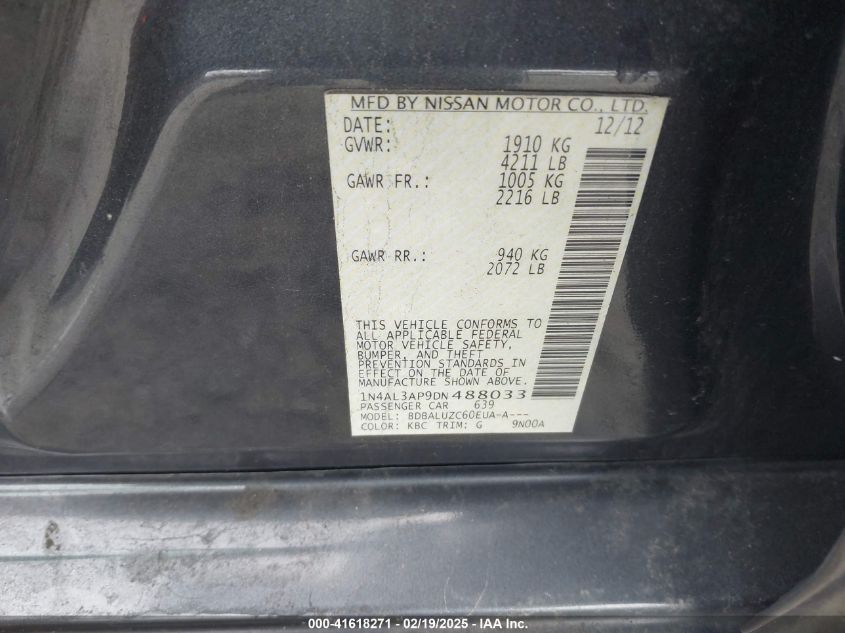 MFD BY NISSAN MOTOR CO., LTD.
DATE: 12/12
GVWR: 1910 KG
4211 LB
GAWR FR.: 1005 KG
2216 LB
GAWR RR.: 940 KG
2072 LB
THIS VEHICLE CONFORMS TO
ALL APPLICABLE FEDERAL
MOTOR VEHICLE SAFETY,
BUMPER, AND THEFT
PREVENTION STANDARDS IN
EFFECT ON THE DATE OF
MANUFACTURE SHOWN ABOVE.
1N4AL3AP9DN488033
PASSENGER CAR 639
MODEL: BDBALUZC60EUA-A---
COLOR: KBC TRIM: G 9N00A
000-41618271 - 02/19/2025 - IAA Inc.